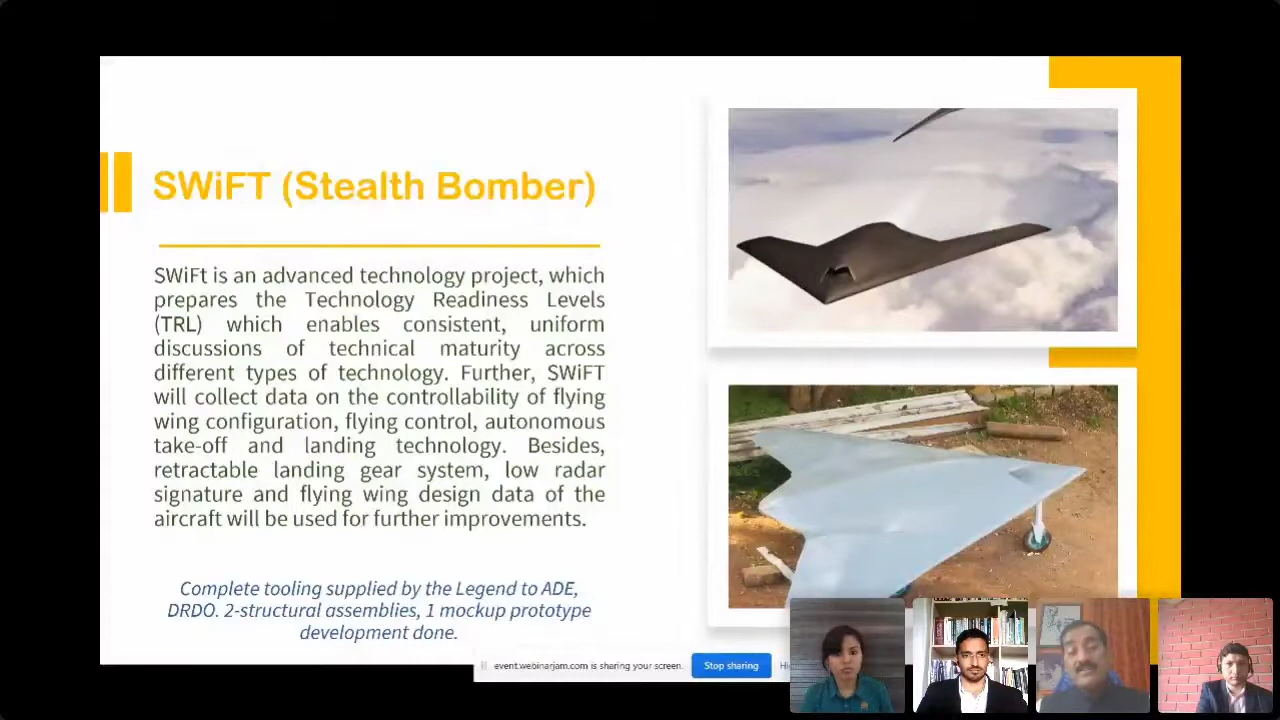 SWiFT (Stealth Bomber)
SWiFt is an advanced technology project, which
prepares the Technology Readiness Levels
(TRL) which enables consistent, uniform
discussions of technical maturity across
different types of technology. Further, SWiFT
will collect data on the controllability of flying
wing configuration, flying control, autonomous
take-off and landing technology. Besides,
retractable landing gear system, low radar
signature and flying wing design data of the
aircraft will be used for further improvements.
Complete tooling supplied by the Legend to ADE,
DRDO. 2-structural assemblies, 1 mockup prototype
development done.
event.webinarjam.com is sharing your screen.
Stop sharing